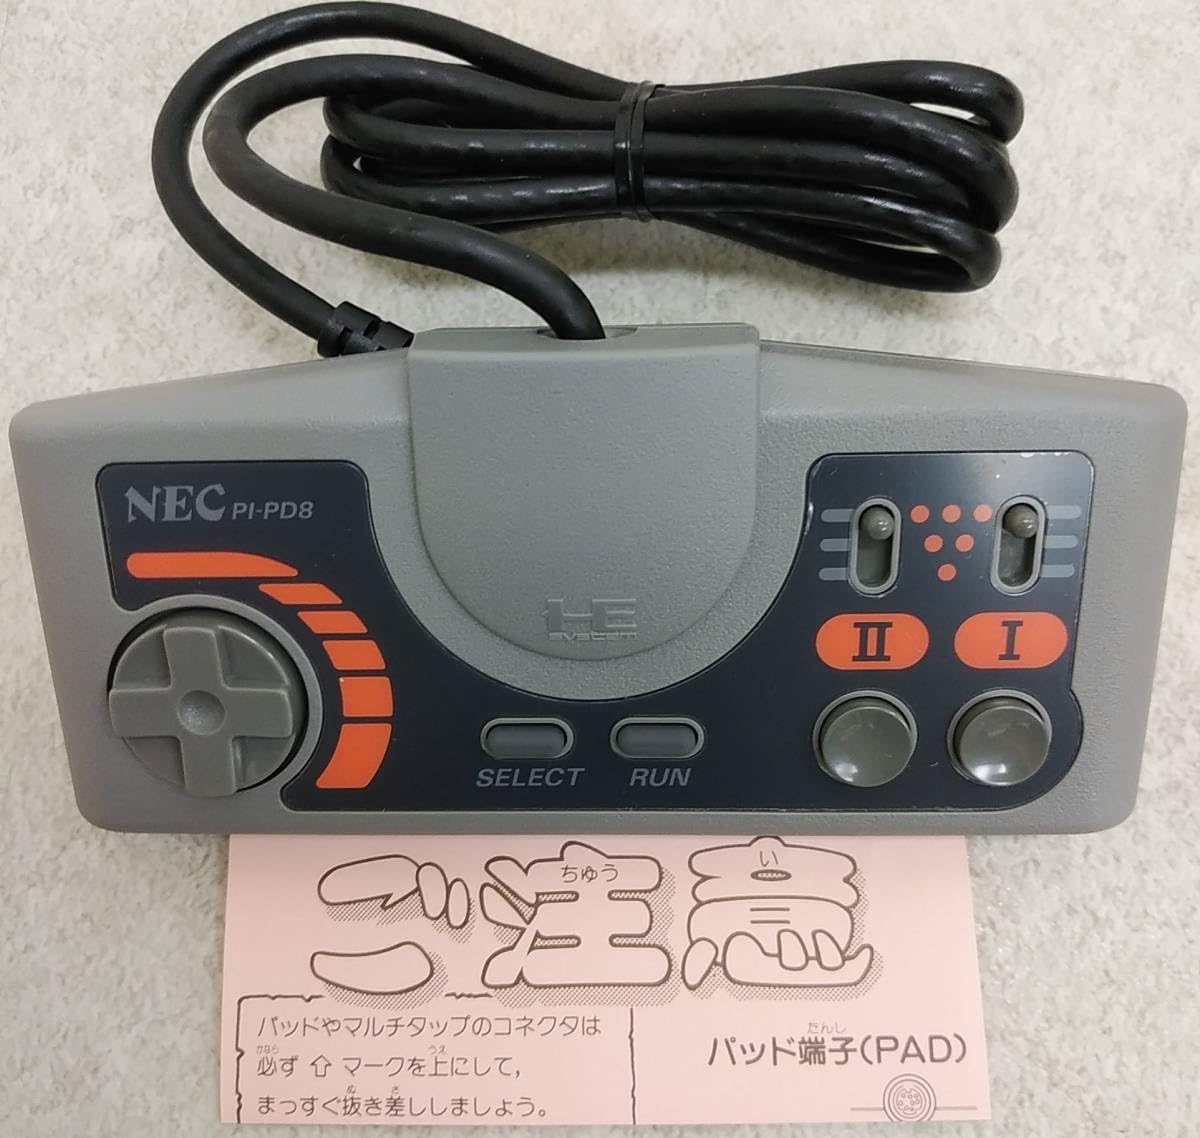 NEC PI-PD8
HE
SYSTEM
II
I
SELECT
RUN
ちゅう
い
ご注意
パッドやマルチタップのコネクタは
かなら
うえ
必ず ⇧ マークを上にして,
ぬ
さ
まっすぐ抜き差ししましょう。
たんし
パッド端子(PAD)